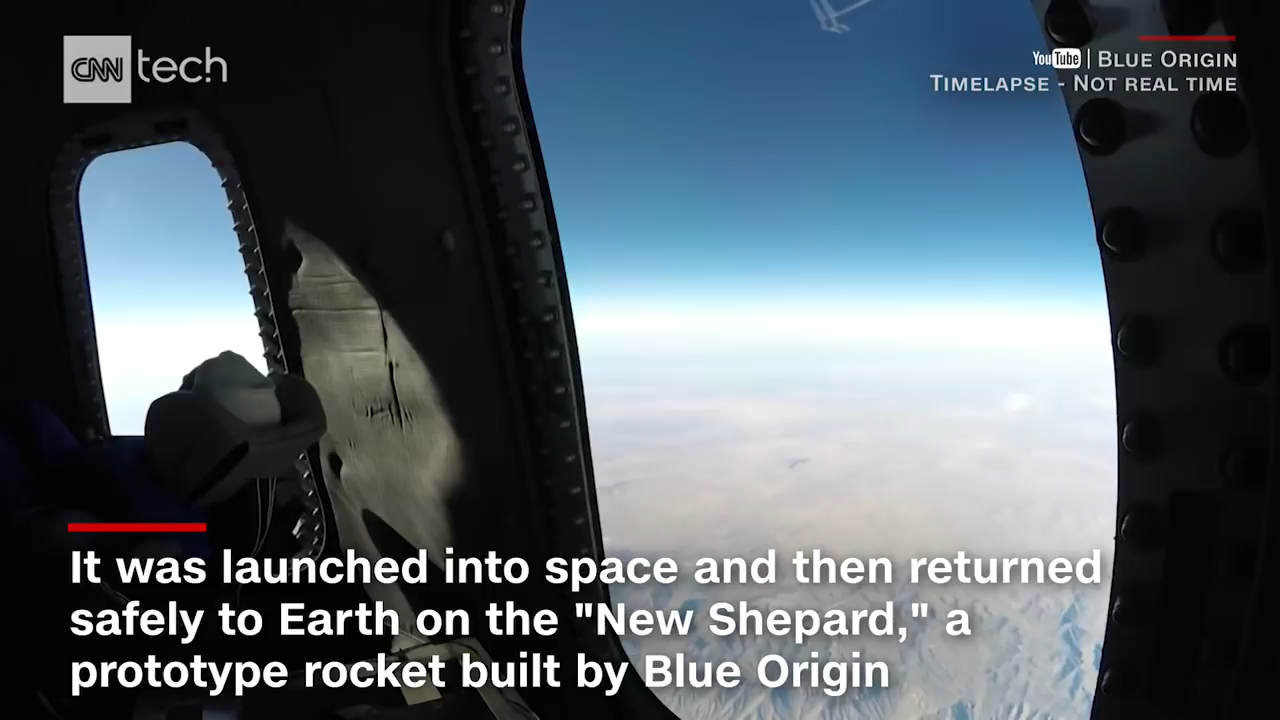 CNN tech
YouTube | BLUE ORIGIN
TIMELAPSE - NOT REAL TIME
It was launched into space and then returned
safely to Earth on the "New Shepard," a
prototype rocket built by Blue Origin